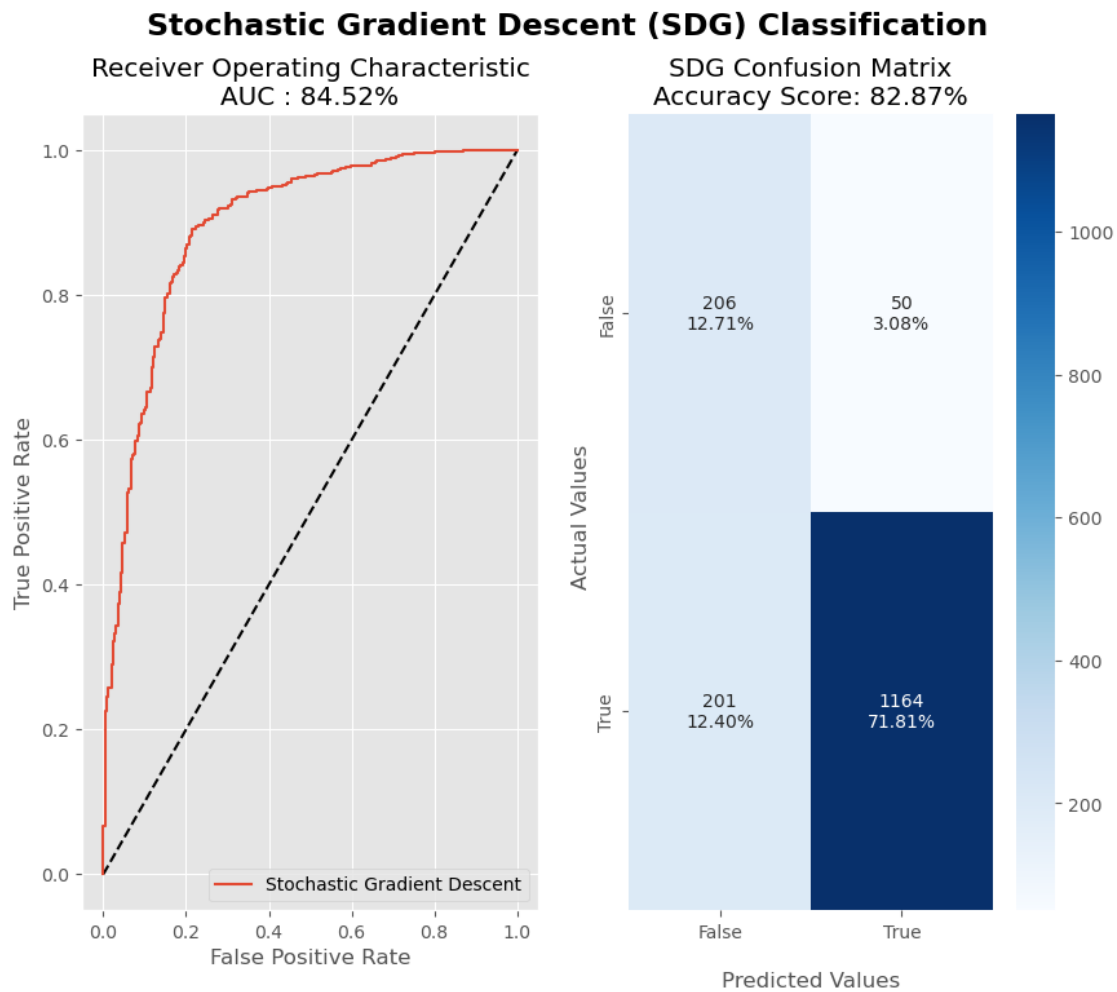 Stochastic Gradient Descent (SDG) Classification
Receiver Operating Characteristic
AUC : 84.52%
1.0
0.8
0.6
0.4
0.2
0.0
True Positive Rate
Stochastic Gradient Descent
0.0 0.2 0.4 0.6 0.8 1.0
False Positive Rate
SDG Confusion Matrix
Accuracy Score: 82.87%
Actual Values
False
True
206
12.71%
50
3.08%
201
12.40%
1164
71.81%
False True
Predicted Values
1000
800
600
400
200